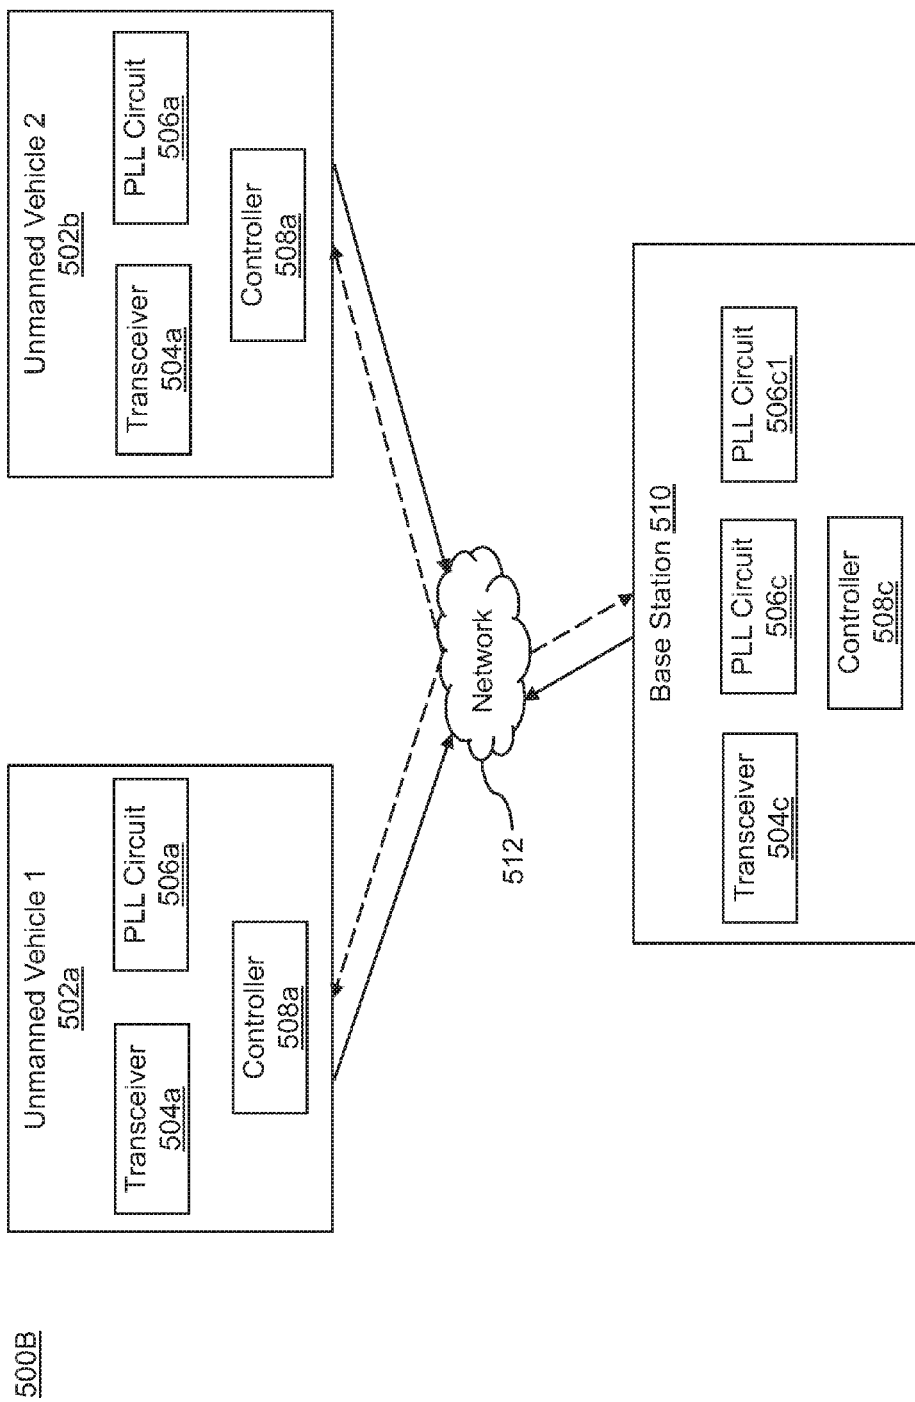 500B
Unmanned Vehicle 1
502a
Transceiver
504a
PLL Circuit
506a
Controller
508a
Unmanned Vehicle 2
502b
Transceiver
504a
PLL Circuit
506a
Controller
508a
Network
512
Base Station 510
Transceiver
504c
PLL Circuit
506c
PLL Circuit
506c1
Controller
508c